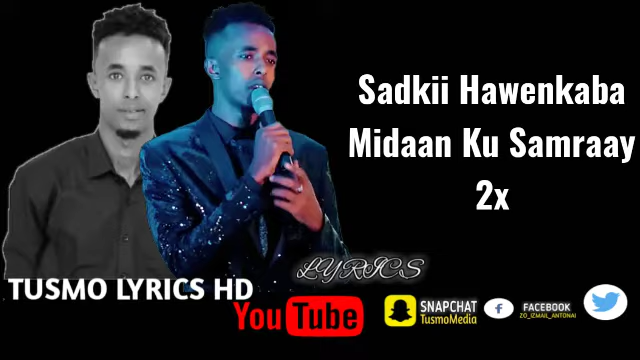 Sadkii Hawenkaba
Midaan Ku Samraay
2x
LYRICS
TUSMO LYRICS HD
YouTube
SNAPCHAT
TusmoMedia
FACEBOOK
ZO_IZMAIL_ANTONAI